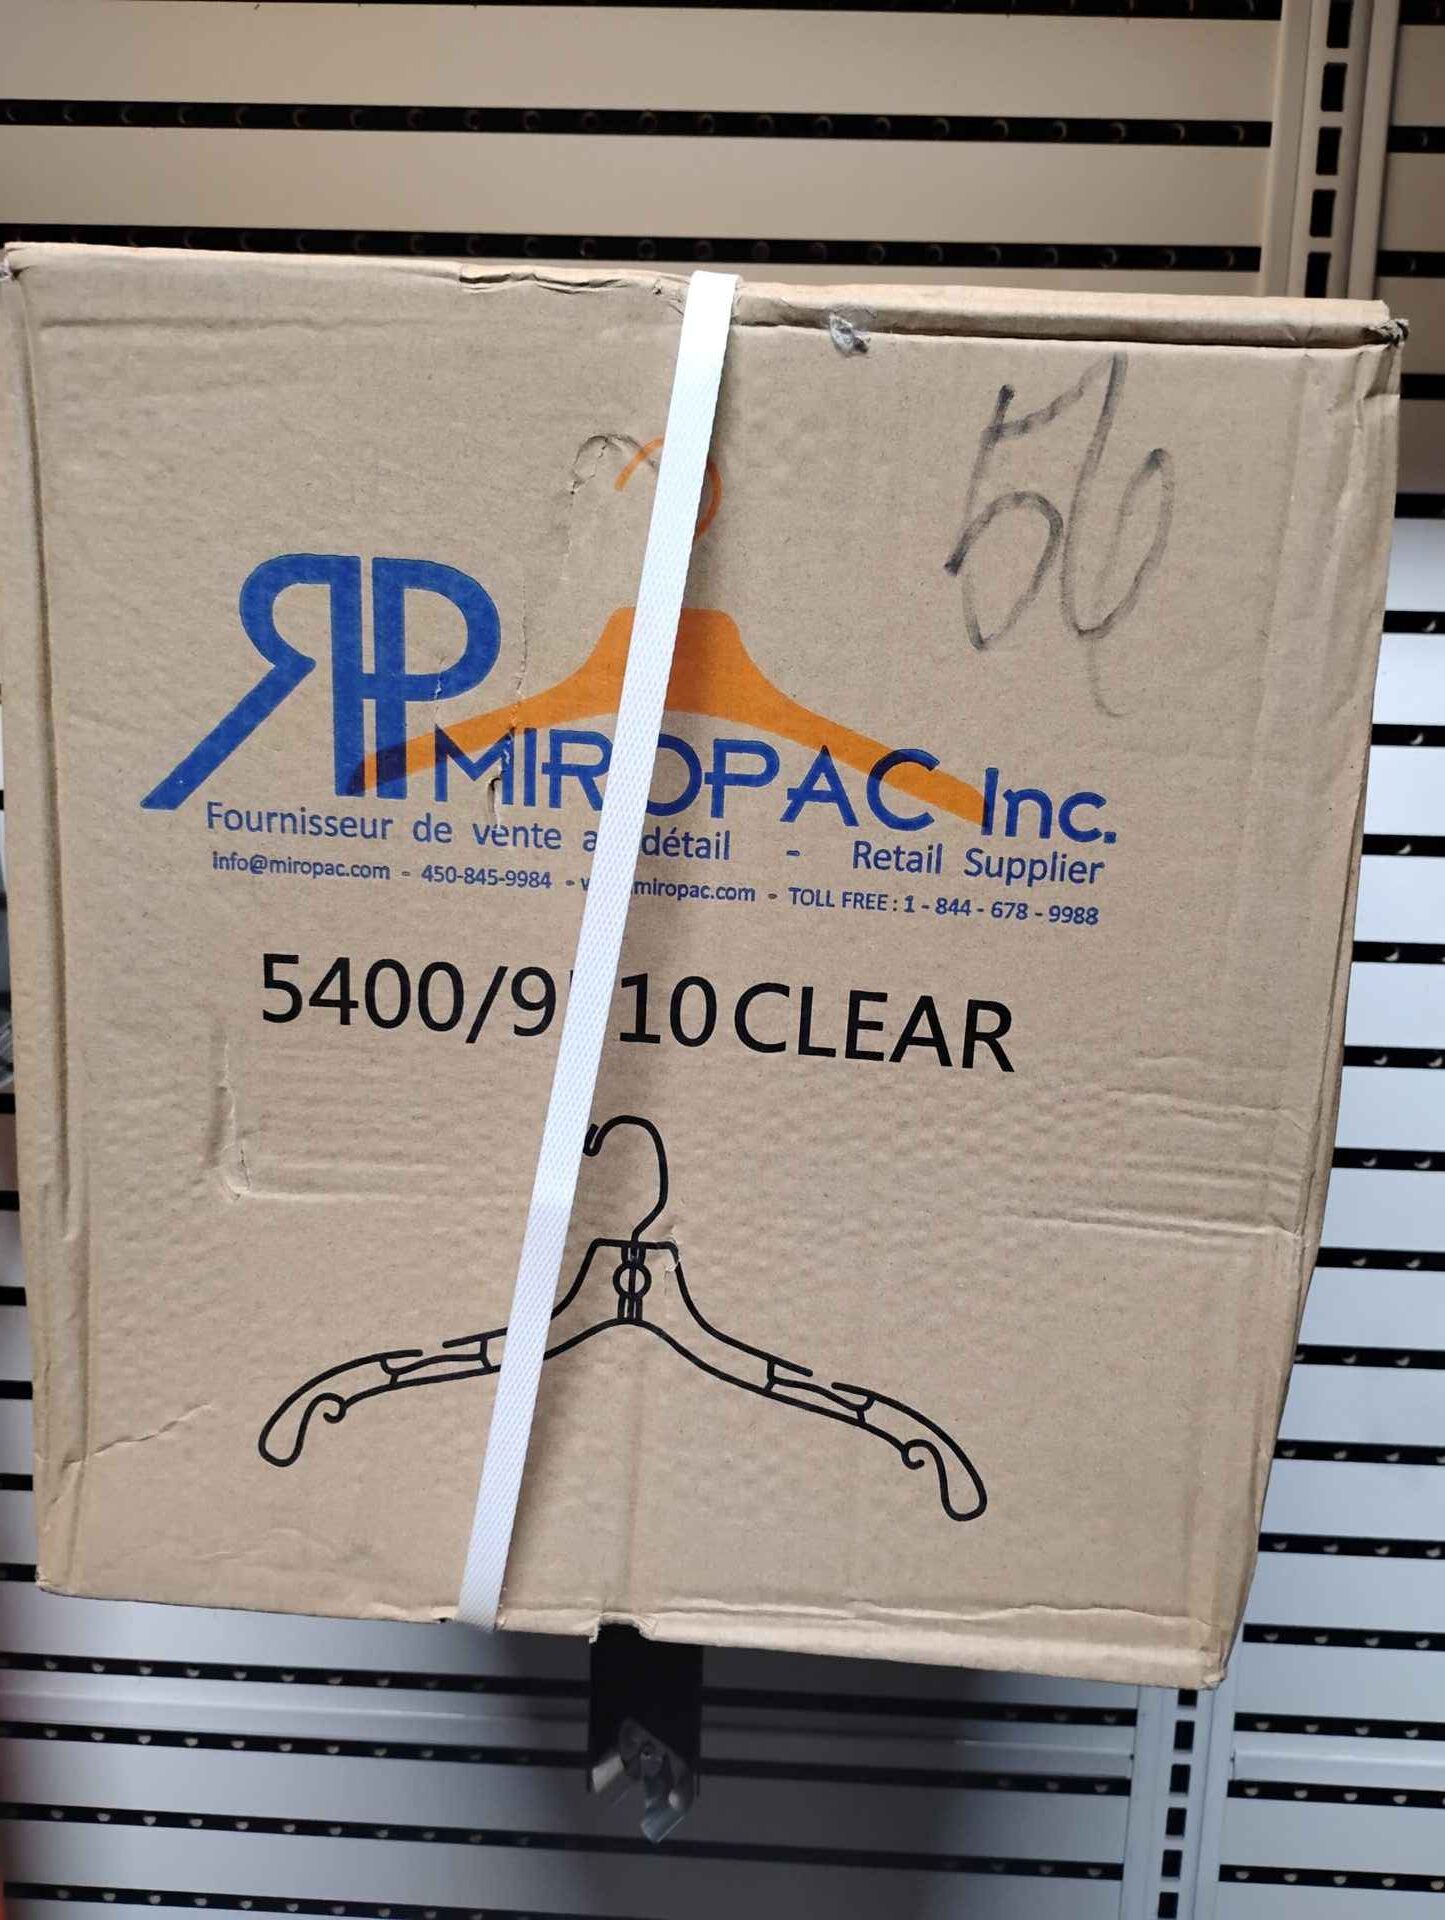 56
RP MIROPAC Inc.
Fournisseur de vente détail - Retail Supplier
info@miropac.com - 450-845-9984 - miropac.com - TOLL FREE : 1 - 844 - 678 - 9988
5400/9 10 CLEAR